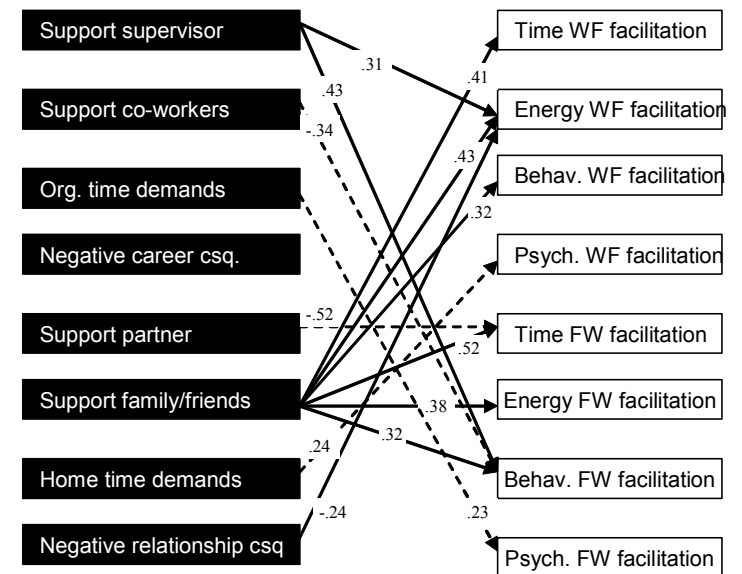 Support supervisor
Support co-workers
Org. time demands
Negative career csq.
Support partner
Support family/friends
Home time demands
Negative relationship csq
.31
.41
.43
-.34
.43
.32
-.52
.52
.38
.32
.24
-.24
.23
Time WF facilitation
Energy WF facilitation
Behav. WF facilitation
Psych. WF facilitation
Time FW facilitation
Energy FW facilitation
Behav. FW facilitation
Psych. FW facilitation